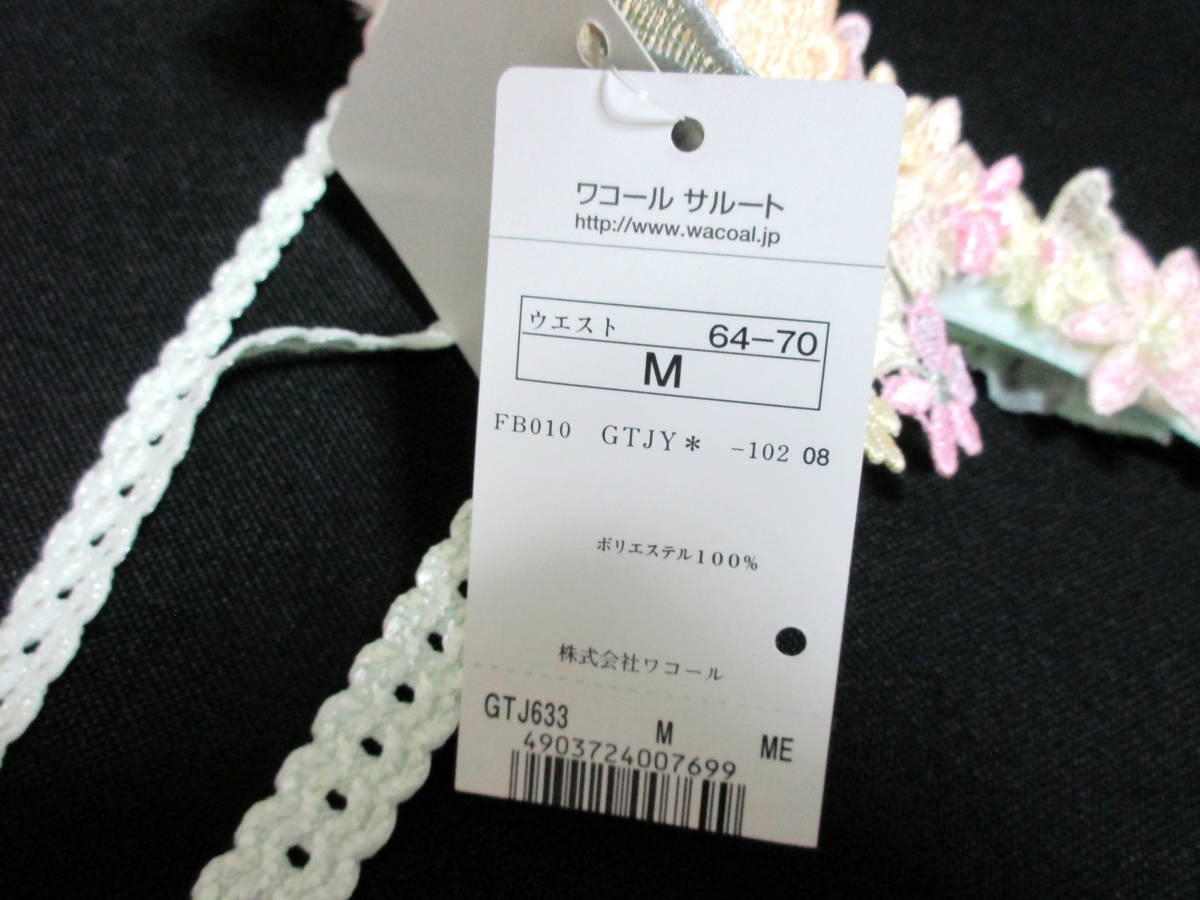 ワコール サルート
http://www.wacoal.jp
ウエスト 64-70
M
FB010 GTJY* -102 08
ポリエステル100%
株式会社ワコール
GTJ633 M ME
4903724007699